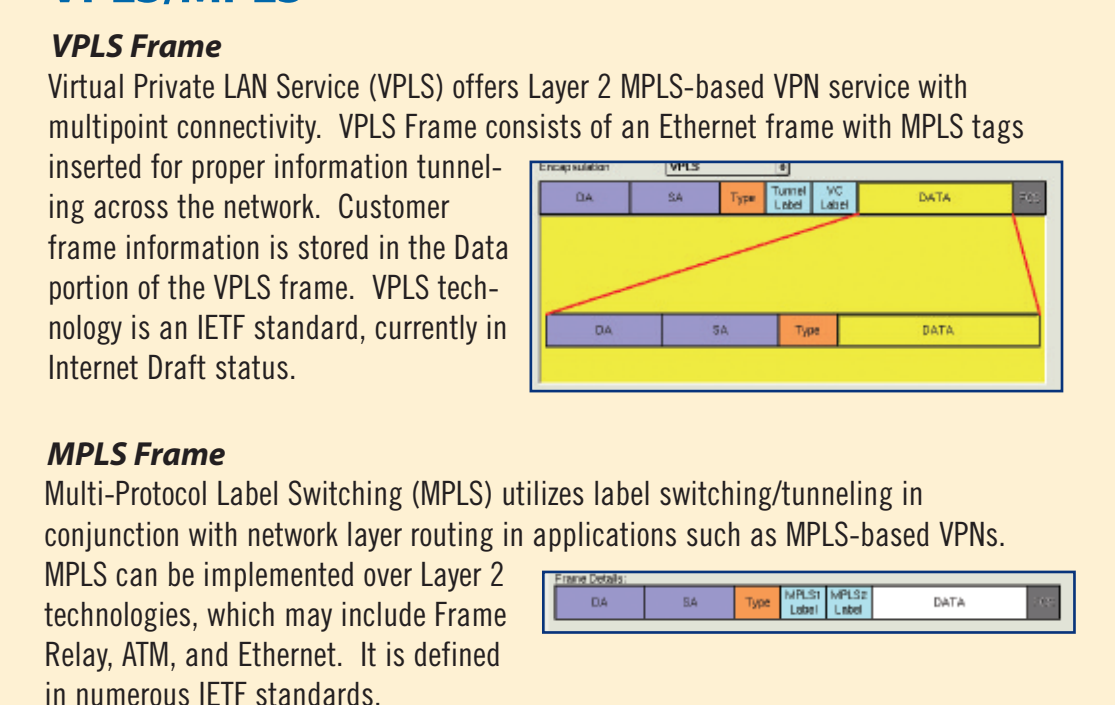 VPLS/MPLS
VPLS Frame
Virtual Private LAN Service (VPLS) offers Layer 2 MPLS-based VPN service with
multipoint connectivity. VPLS Frame consists of an Ethernet frame with MPLS tags
inserted for proper information tunnel-
ing across the network. Customer
frame information is stored in the Data
portion of the VPLS frame. VPLS tech-
nology is an IETF standard, currently in
Internet Draft status.
Encapsulation VPLS
DA SA Type Tunnel Label VC Label DATA FCS
DA SA Type DATA
MPLS Frame
Multi-Protocol Label Switching (MPLS) utilizes label switching/tunneling in
conjunction with network layer routing in applications such as MPLS-based VPNs.
MPLS can be implemented over Layer 2
technologies, which may include Frame
Relay, ATM, and Ethernet. It is defined
in numerous IETF standards.
Frame Details:
DA SA Type MPLS1 Label MPLS2 Label DATA FCS